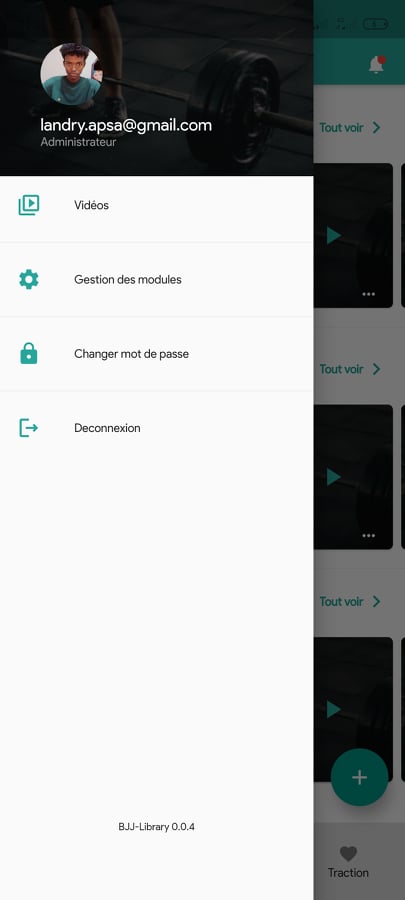 6
landry.apsa@gmail.com
Administrateur
Tout voir
Vidéos
Gestion des modules
Changer mot de passe
Tout voir
Deconnexion
Tout voir
BJJ-Library 0.0.4
Traction